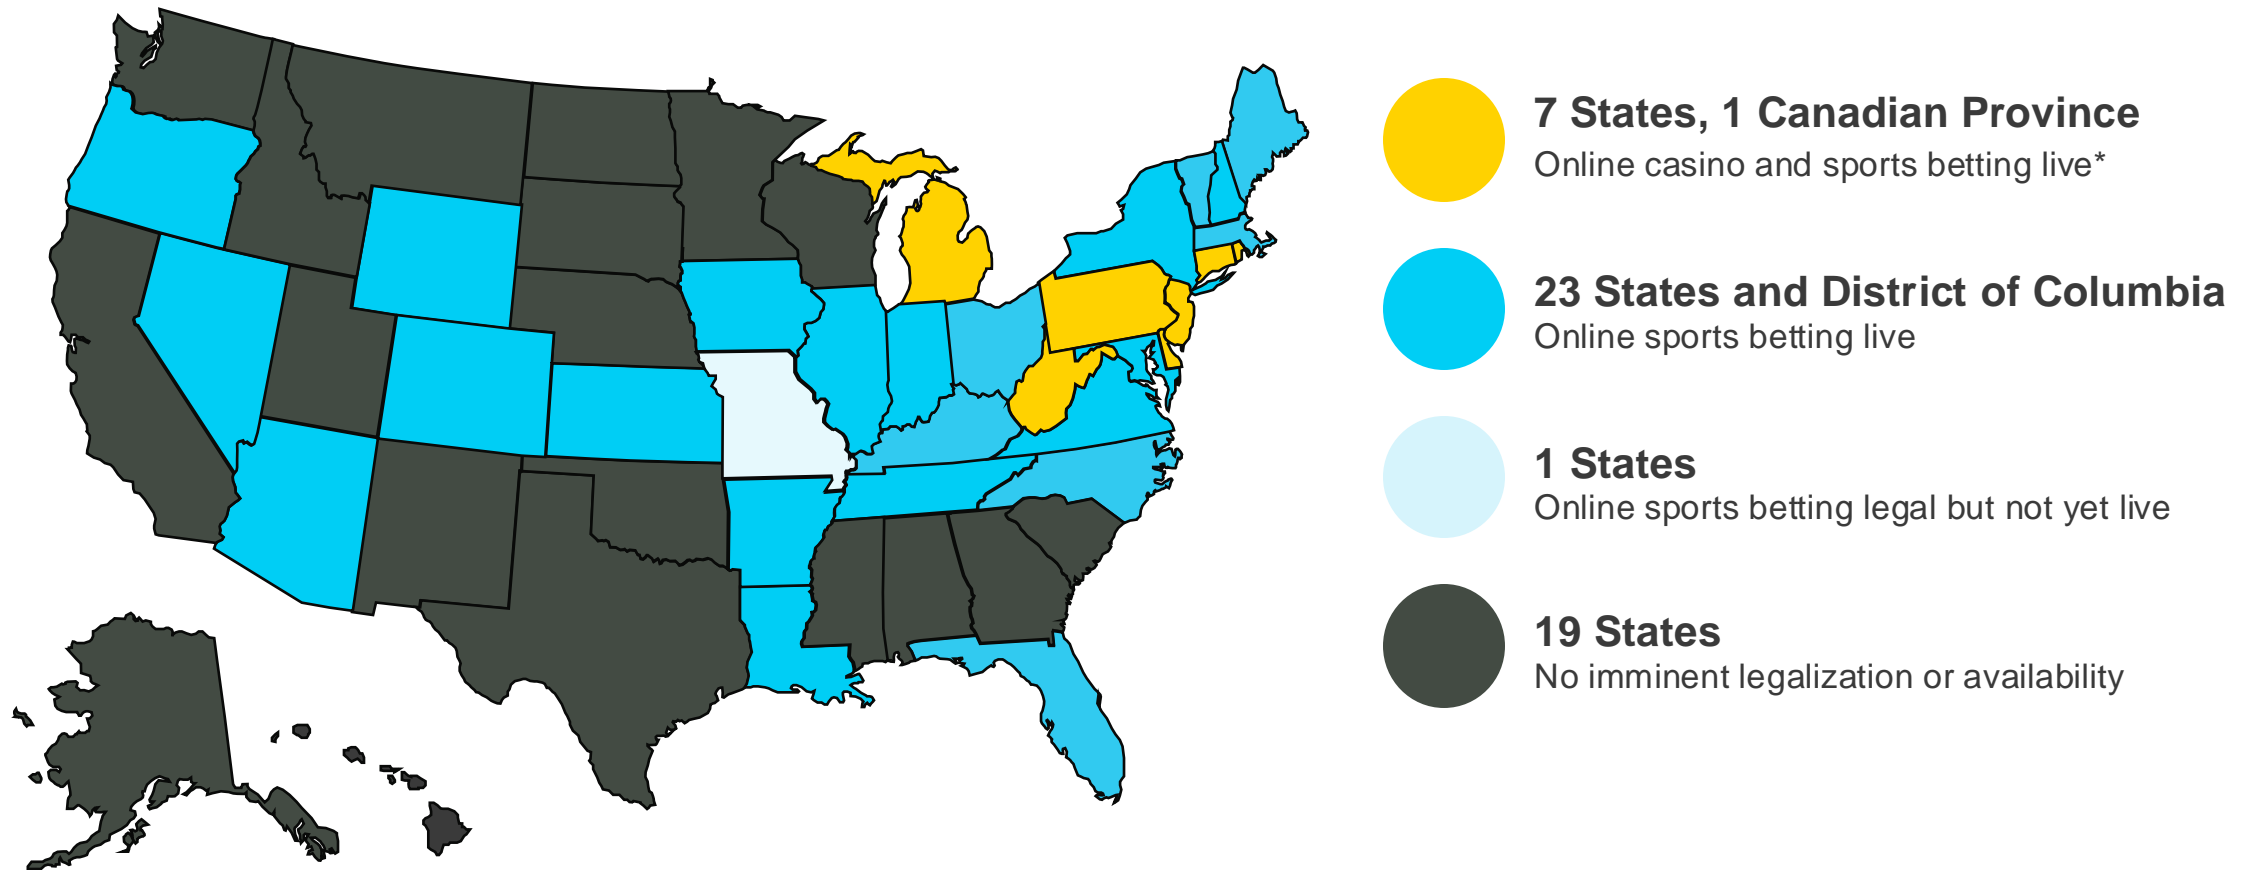 7 States, 1 Canadian Province
Online casino and sports betting live*
23 States and District of Columbia
Online sports betting live
1 States
Online sports betting legal but not yet live
19 States
No imminent legalization or availability